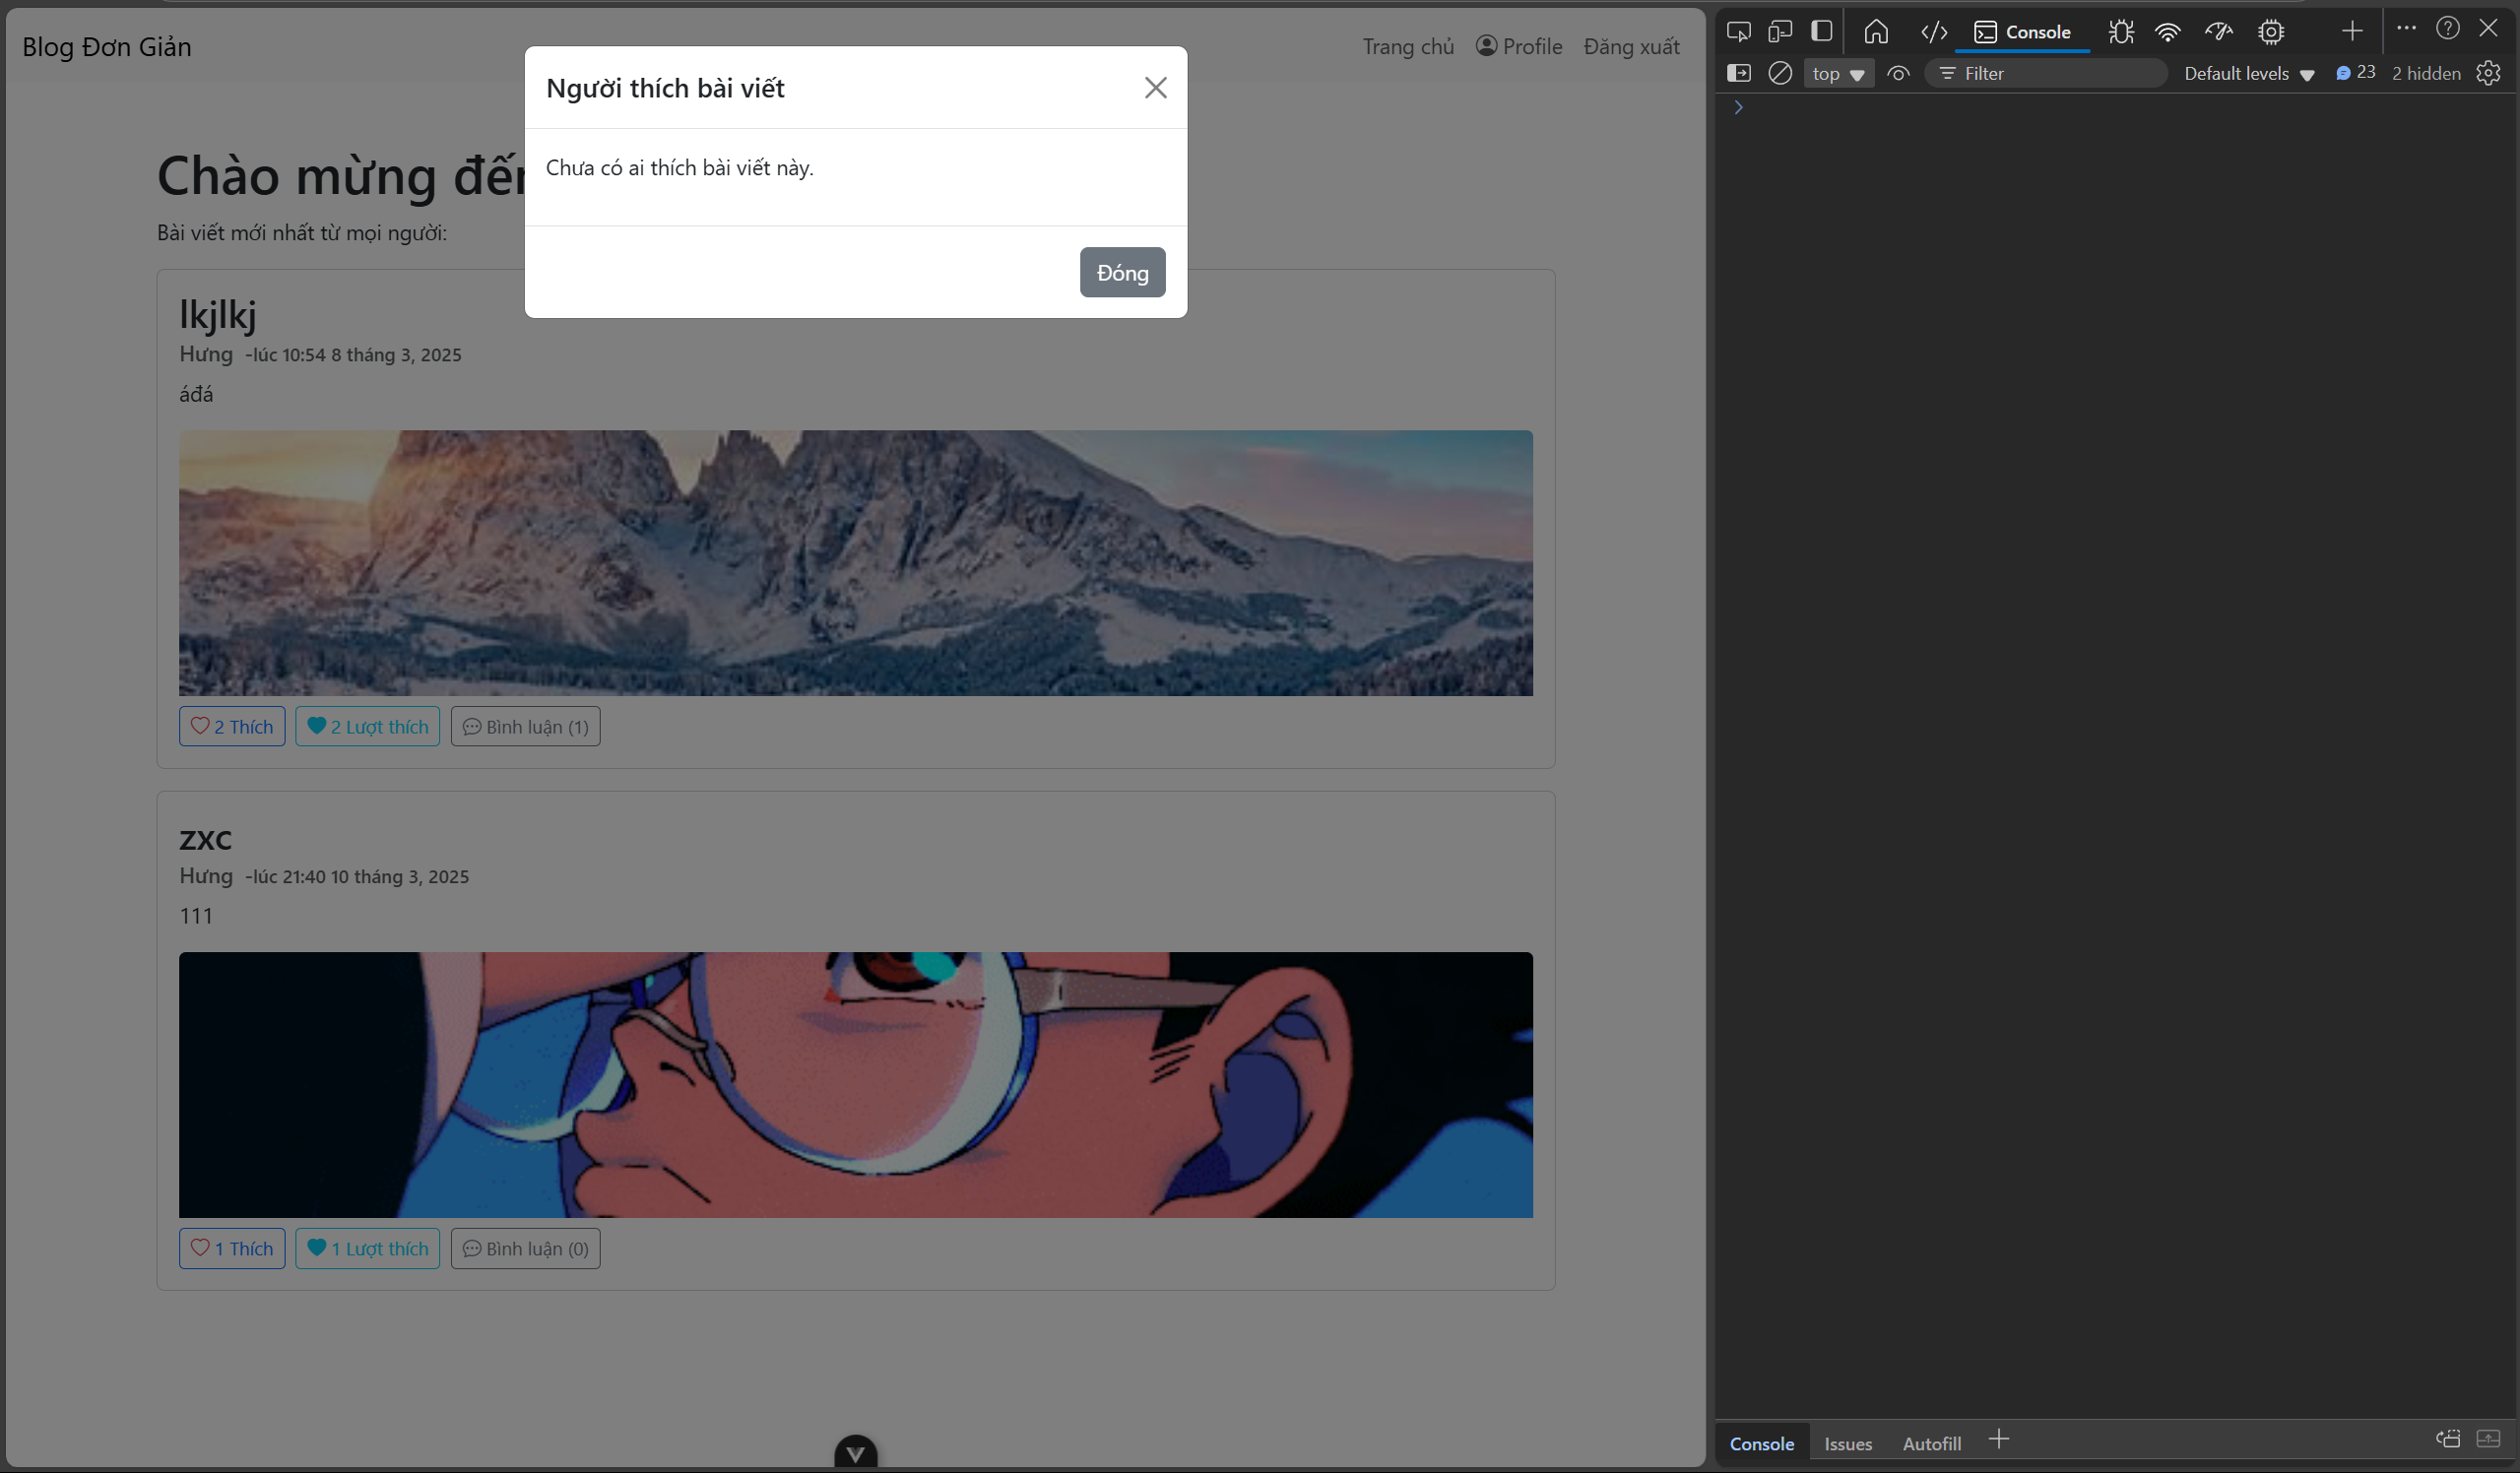 Blog Đơn Giản
Trang chủ
Profile
Đăng xuất
Người thích bài viết
Chưa có ai thích bài viết này.
Đóng
Chào mừng đến
Bài viết mới nhất từ mọi người:
lkjlkj
Hưng -lúc 10:54 8 tháng 3, 2025
áđá
2 Thích
2 Lượt thích
Bình luận (1)
zxc
Hưng -lúc 21:40 10 tháng 3, 2025
111
1 Thích
1 Lượt thích
Bình luận (0)
Console
top
Filter
Default levels
23
2 hidden
Console
Issues
Autofill